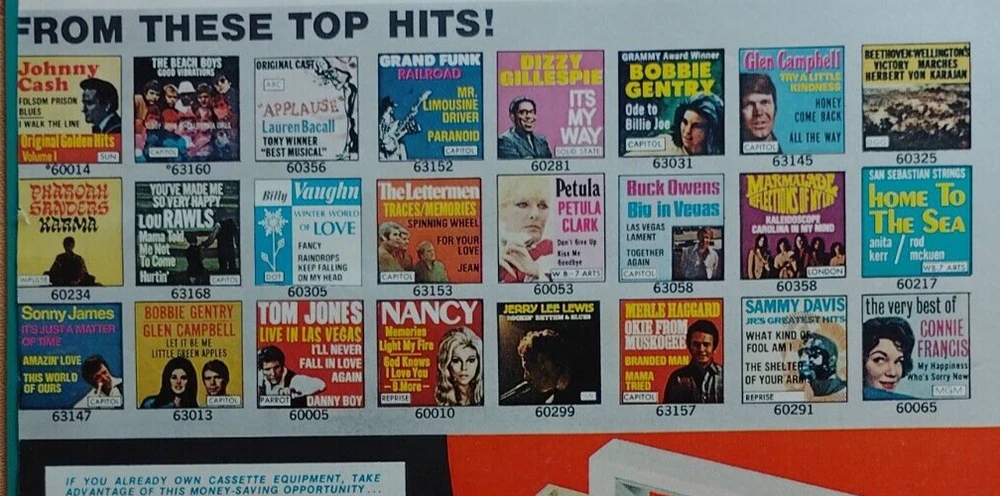 FROM THESE TOP HITS!
Johnny
Cash
FOLSOM PRISON
BLUES
I WALK THE LINE
Original Golden Hits
Volume I
SUN
*60014
THE BEACH BOYS
GOOD VIBRATIONS
CAPITOL
*63160
ORIGINAL CAST
ABC
"APPLAUSE"
Lauren Bacall
TONY WINNER
"BEST MUSICAL"
60356
GRAND FUNK
RAILROAD
MR.
LIMOUSINE
DRIVER
PARANOID
CAPITOL
63152
DIZZY
GILLESPIE
ITS
MY
WAY
SOLID STATE
60281
GRAMMY Award Winner
BOBBIE
GENTRY
Ode to
Billie Joe
CAPITOL
63031
Glen Campbell
TRY A LITTLE
KINDNESS
HONEY
COME BACK
ALL THE WAY
CAPITOL
63145
BEETHOVEN:WELLINGTON'S
VICTORY MARCHES
HERBERT VON KARAJAN
DGG
60325
PHAROAH
SANDERS
KARMA
IMPULSE
60234
YOU'VE MADE ME
SO VERY HAPPY
LOU RAWLS
Mama Told
Me Not
To Come
Hurtin'
CAPITOL
63168
Billy Vaughn
WINTER WORLD
OF LOVE
FANCY
RAINDROPS
KEEP FALLING
ON MY HEAD
DOT
60305
The Lettermen
TRACES/MEMORIES
SPINNING WHEEL
FOR YOUR
LOVE
JEAN
CAPITOL
63153
Petula
PETULA
CLARK
Don't Give Up
Kiss Me
Goodbye
W.B-7 ARTS
60053
Buck Owens
Big in Vegas
LAS VEGAS
LAMENT
TOGETHER
AGAIN
CAPITOL
63058
MARMALADE
REFLECTIONS OF MY LIFE
KALEIDOSCOPE
CAROLINA IN MY MIND
LONDON
60358
SAN SEBASTIAN STRINGS
HOME TO
THE SEA
anita / rod
kerr / mckuen
WB-7 ARTS
60217
Sonny James
IT'S JUST A MATTER
OF TIME
AMAZIN' LOVE
THIS WORLD
OF OURS
CAPITOL
63147
BOBBIE GENTRY
GLEN CAMPBELL
LET IT BE ME
LITTLE GREEN APPLES
CAPITOL
63013
TOM JONES
LIVE IN LAS VEGAS
I'LL NEVER
FALL IN LOVE
AGAIN
DANNY BOY
PARROT
60005
NANCY
Memories
Light My Fire
God Knows
I Love You
- 8 More -
REPRISE
60010
JERRY LEE LEWIS
ROCKIN' RHYTHM & BLUES
60299
MERLE HAGGARD
OKIE FROM
MUSKOGEE
BRANDED MAN
MAMA
TRIED
CAPITOL
63157
SAMMY DAVIS
JR'S GREATEST HITS
WHAT KIND OF
FOOL AM I
THE SHELTER
OF YOUR ARMS
REPRISE
60291
the very best of
CONNIE
FRANCIS
My Happiness
Who's Sorry Now
MGM
60065
IF YOU ALREADY OWN CASSETTE EQUIPMENT, TAKE
ADVANTAGE OF THIS MONEY-SAVING OPPORTUNITY...